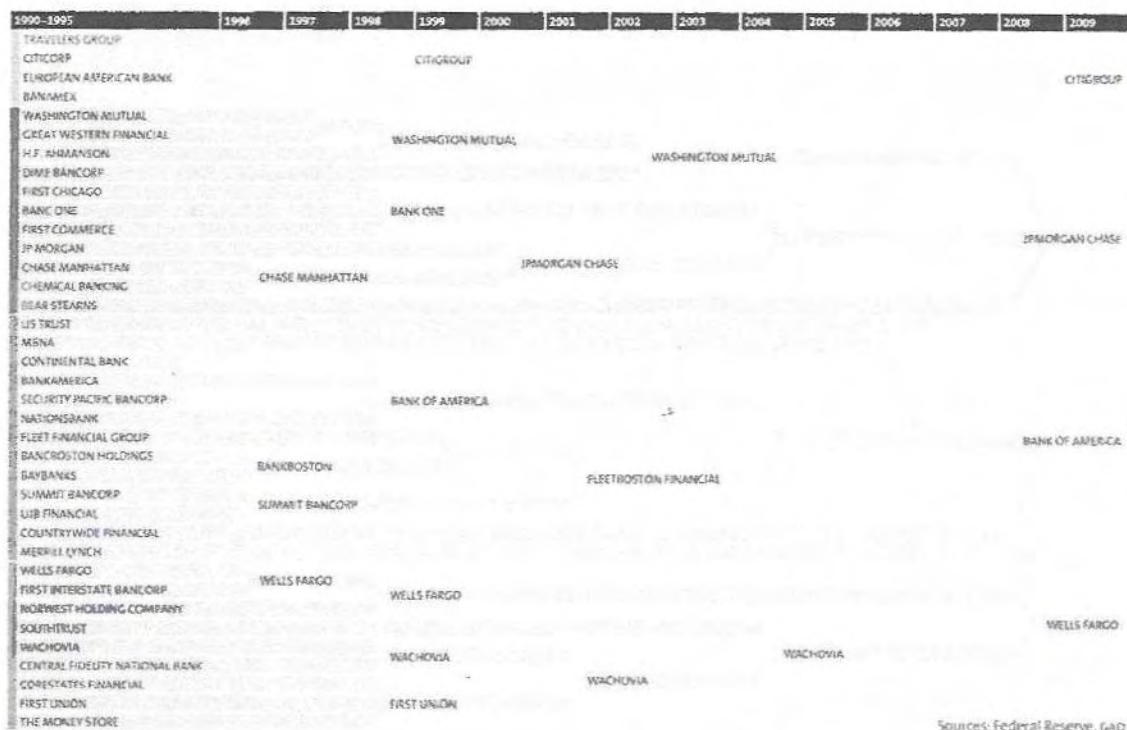 1990–1995 1996 1997 1998 1999 2000 2001 2002 2003 2004 2005 2006 2007 2008 2009
TRAVELERS GROUP
CITICORP CITIGROUP
EUROPEAN AMERICAN BANK CITIGROUP
BANAMEX
WASHINGTON MUTUAL
GREAT WESTERN FINANCIAL WASHINGTON MUTUAL
H.F. AHMANSON WASHINGTON MUTUAL
DIME BANCORP
FIRST CHICAGO
BANC ONE BANK ONE
FIRST COMMERCE JPMORGAN CHASE
JP MORGAN
CHASE MANHATTAN JPMORGAN CHASE
CHEMICAL BANKING CHASE MANHATTAN
BEAR STEARNS
US TRUST
MBNA
CONTINENTAL BANC
BANKAMERICA
SECURITY PACIFIC BANCORP BANK OF AMERICA
NATIONSBANK
FLEET FINANCIAL GROUP BANK OF AMERICA
BANCBOSTON HOLDINGS BANKBOSTON
BAYBANKS FLEETBOSTON FINANCIAL
SUMMIT BANCORP SUMMIT BANCORP
UJB FINANCIAL
COUNTRYWIDE FINANCIAL
MERRILL LYNCH
WELLS FARGO WELLS FARGO
FIRST INTERSTATE BANCORP WELLS FARGO
NORWEST HOLDING COMPANY
SOUTHTRUST WELLS FARGO
WACHOVIA WACHOVIA WACHOVIA
CENTRAL FIDELITY NATIONAL BANK
CORESTATES FINANCIAL WACHOVIA
FIRST UNION FIRST UNION
THE MONEY STORE
Sources: Federal Reserve, GAO